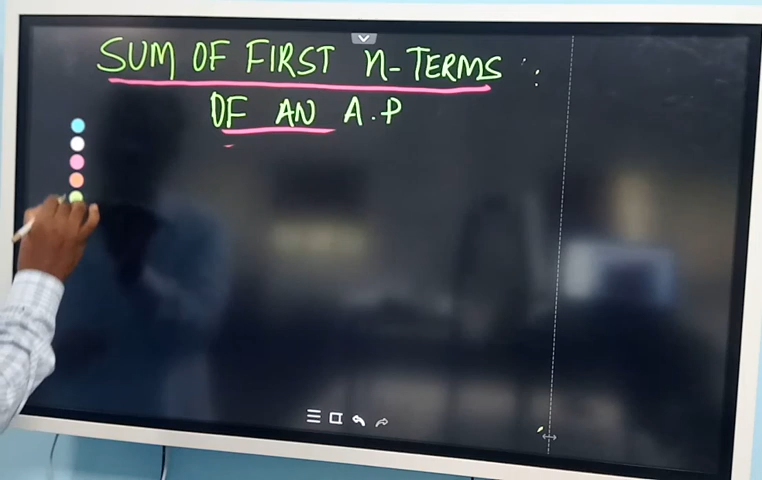 SUM OF FIRST n-TERMS :
OF AN A.P